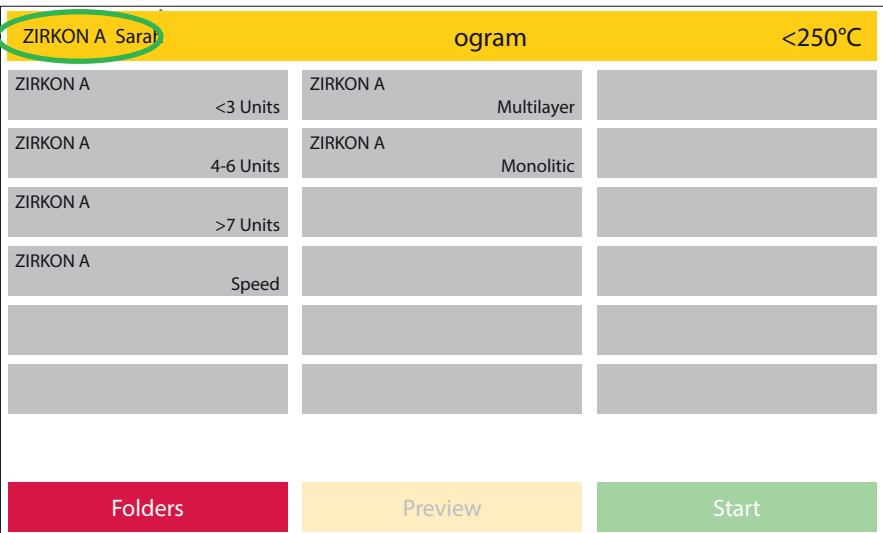 ZIRKON A Sarah
ogram
<250°C
ZIRKON A
<3 Units
ZIRKON A
Multilayer
ZIRKON A
4-6 Units
ZIRKON A
Monolitic
ZIRKON A
>7 Units
ZIRKON A
Speed
Folders
Preview
Start